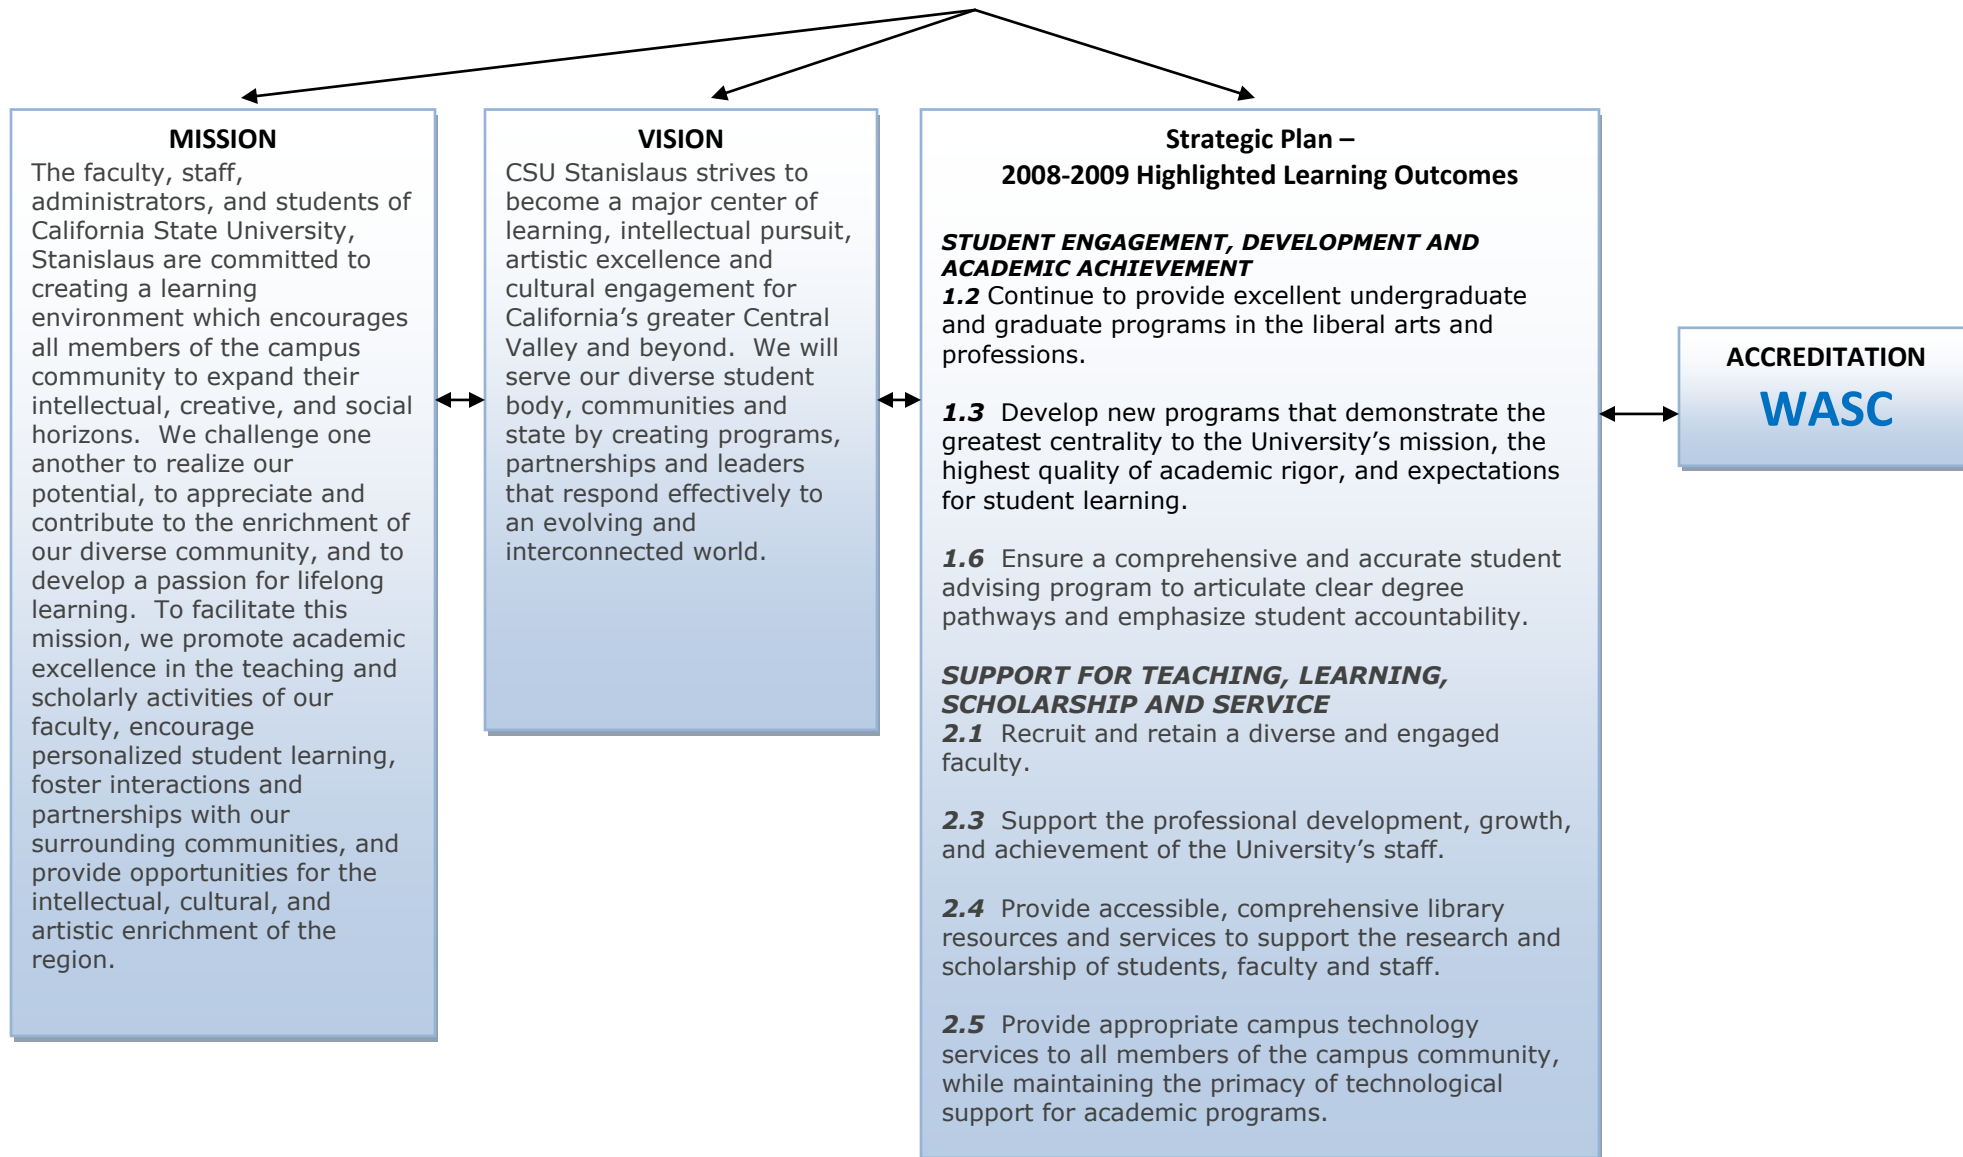 MISSION
The faculty, staff,
administrators, and students of
California State University,
Stanislaus are committed to
creating a learning
environment which encourages
all members of the campus
community to expand their
intellectual, creative, and social
horizons.  We challenge one
another to realize our
potential, to appreciate and
contribute to the enrichment of
our diverse community, and to
develop a passion for lifelong
learning.  To facilitate this
mission, we promote academic
excellence in the teaching and
scholarly activities of our
faculty, encourage
personalized student learning,
foster interactions and
partnerships with our
surrounding communities, and
provide opportunities for the
intellectual, cultural, and
artistic enrichment of the
region.
VISION
CSU Stanislaus strives to
become a major center of
learning, intellectual pursuit,
artistic excellence and
cultural engagement for
California’s greater Central
Valley and beyond.  We will
serve our diverse student
body, communities and
state by creating programs,
partnerships and leaders
that respond effectively to
an evolving and
interconnected world.
Strategic Plan –
2008-2009 Highlighted Learning Outcomes
STUDENT ENGAGEMENT, DEVELOPMENT AND
ACADEMIC ACHIEVEMENT
1.2 Continue to provide excellent undergraduate
and graduate programs in the liberal arts and
professions.
1.3  Develop new programs that demonstrate the
greatest centrality to the University’s mission, the
highest quality of academic rigor, and expectations
for student learning.
1.6  Ensure a comprehensive and accurate student
advising program to articulate clear degree
pathways and emphasize student accountability.
SUPPORT FOR TEACHING, LEARNING,
SCHOLARSHIP AND SERVICE
2.1  Recruit and retain a diverse and engaged
faculty.
2.3  Support the professional development, growth,
and achievement of the University’s staff.
2.4  Provide accessible, comprehensive library
resources and services to support the research and
scholarship of students, faculty and staff.
2.5  Provide appropriate campus technology
services to all members of the campus community,
while maintaining the primacy of technological
support for academic programs.
ACCREDITATION
WASC